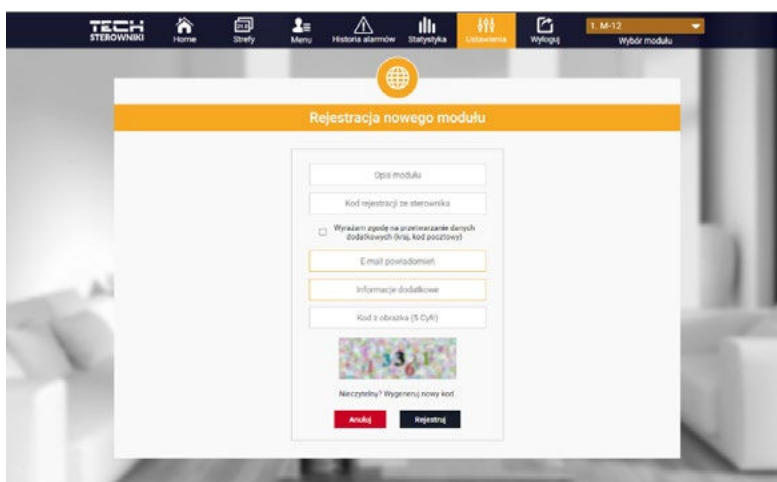 TECH
STEROWNIKI
Home
Strefy
Menu
Historia alarmów
Statystyka
Ustawienia
Wyloguj
1. M-12
Wybór modułu
Rejestracja nowego modułu
Opis modułu
Kod rejestracji ze sterownika
Wyrażam zgodę na przetwarzanie danych
dodatkowych (kraj, kod pocztowy)
E-mail powiadomień
Informacje dodatkowe
Kod z obrazka (5 Cyfr)
Nieczytelny? Wygeneruj nowy kod
Anuluj
Rejestruj